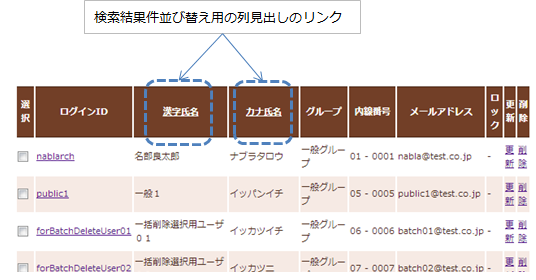 検索結果件並び替え用の列見出しのリンク
選択 ログインID 漢字氏名 カナ氏名 グループ 内線番号 メールアドレス ロック 更新 削除
nablarch 名部良太郎 ナブラタロウ 一般グループ 01 - 0001 nabla@test.co.jp - 更新 削除
public1 一般１ イッパンイチ 一般グループ 05 - 0005 public1@test.co.jp - 更新 削除
forBatchDeleteUser01 一括削除選択用ユーザ０１ イッカツイチ 一般グループ 06 - 0006 batch01@test.co.jp - 更新 削除
forBatchDeleteUser02 一括削除選択用ユーザ イッカツニ 一般グループ 07 - 0007 batch02@test.co.jp - 更新 削除